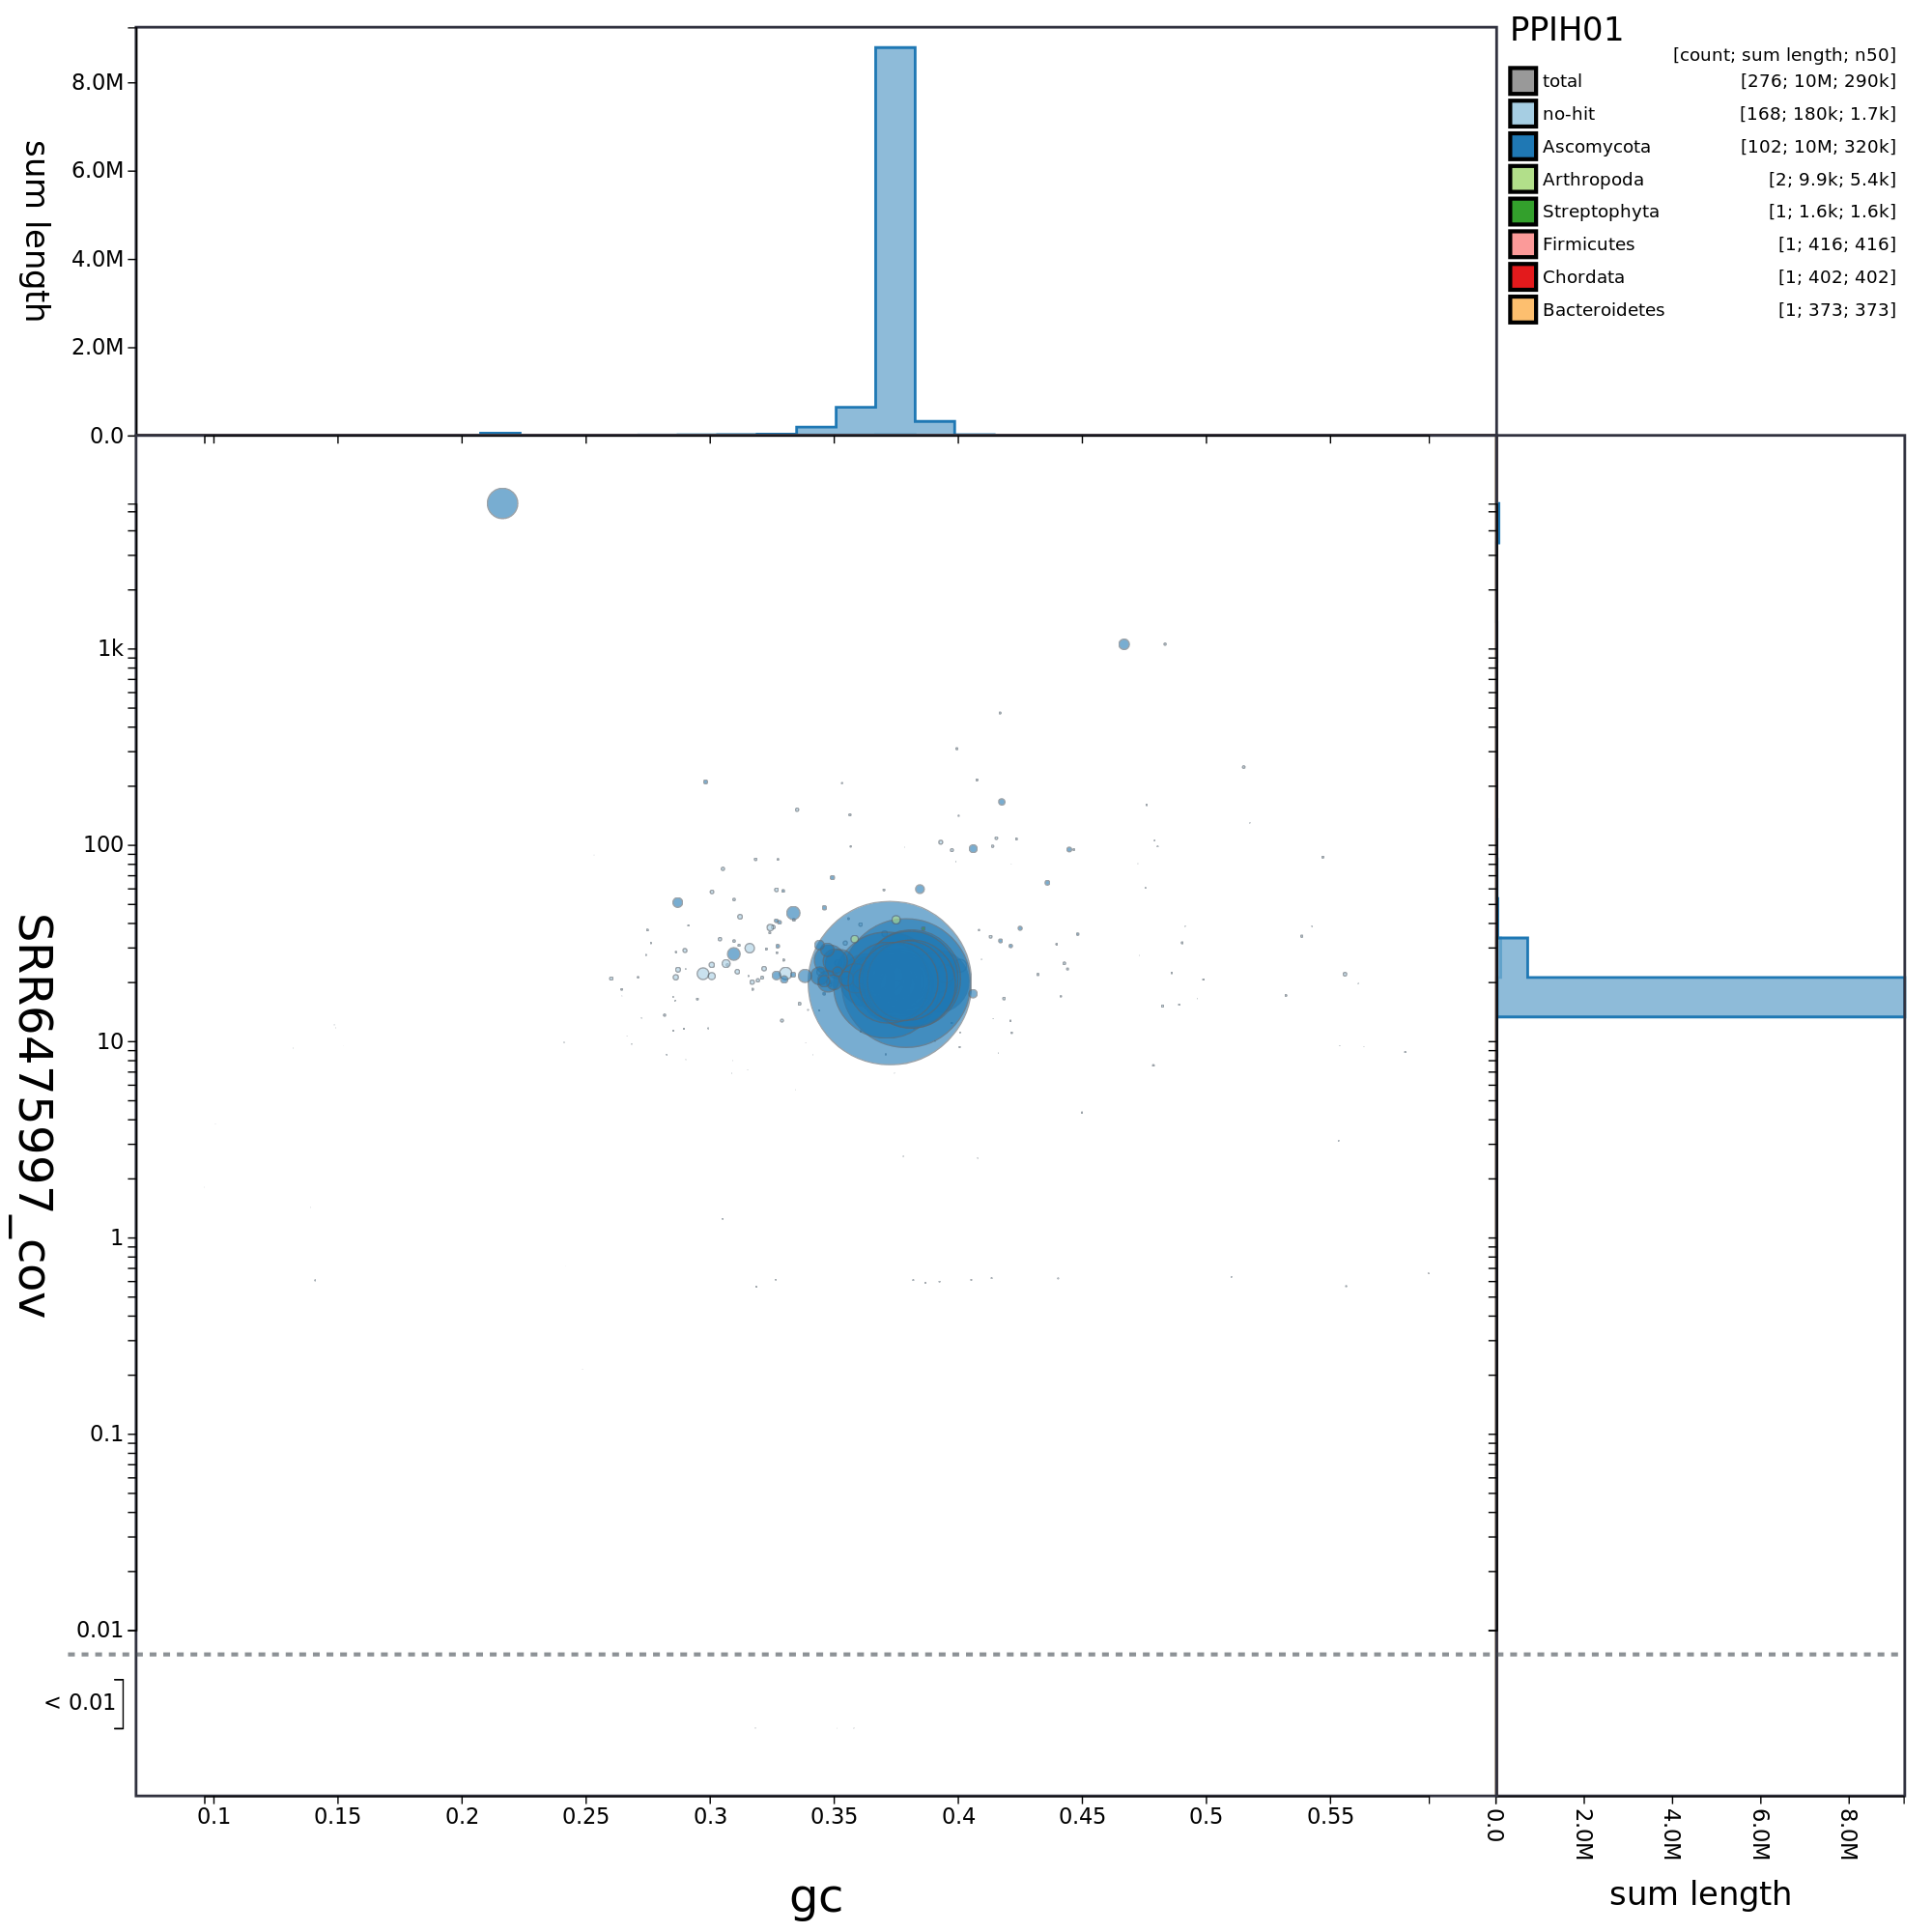 PPIH01
[count; sum length; n50]
total [276; 10M; 290k]
no-hit [168; 180k; 1.7k]
Ascomycota [102; 10M; 320k]
Arthropoda [2; 9.9k; 5.4k]
Streptophyta [1; 1.6k; 1.6k]
Firmicutes [1; 416; 416]
Chordata [1; 402; 402]
Bacteroidetes [1; 373; 373]
sum length
8.0M
6.0M
4.0M
2.0M
0.0
SRR6475997_cov
1k
100
10
1
0.1
0.01
< 0.01
0.1 0.15 0.2 0.25 0.3 0.35 0.4 0.45 0.5 0.55
gc
0.0 2.0M 4.0M 6.0M 8.0M
sum length